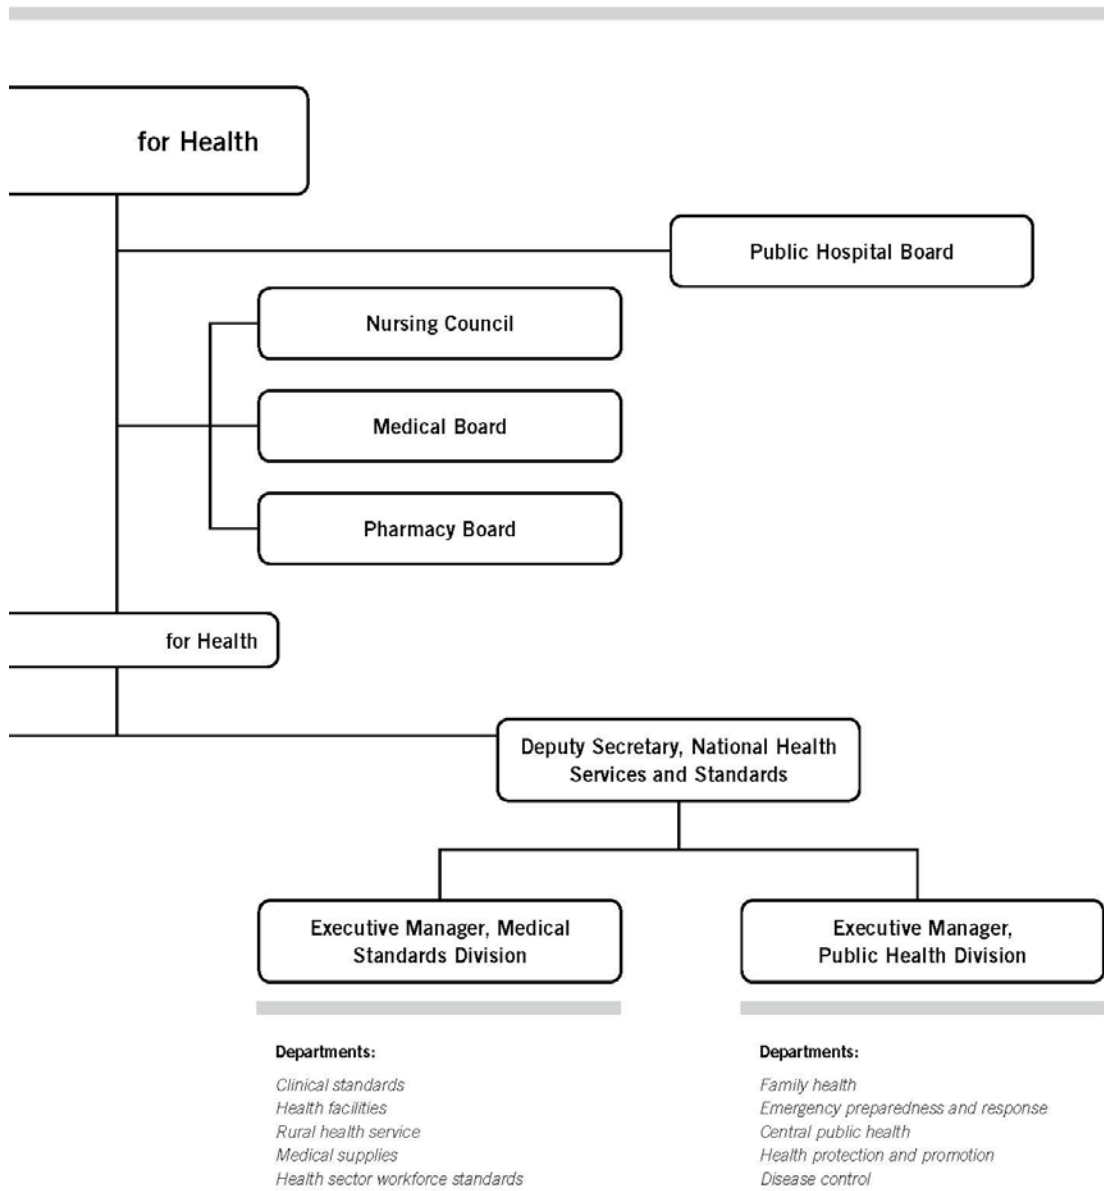 for Health
Public Hospital Board
Nursing Council
Medical Board
Pharmacy Board
for Health
Deputy Secretary, National Health
Services and Standards
Executive Manager, Medical
Standards Division
Executive Manager,
Public Health Division
Departments:
Clinical standards
Health facilities
Rural health service
Medical supplies
Health sector workforce standards
Departments:
Family health
Emergency preparedness and response
Central public health
Health protection and promotion
Disease control